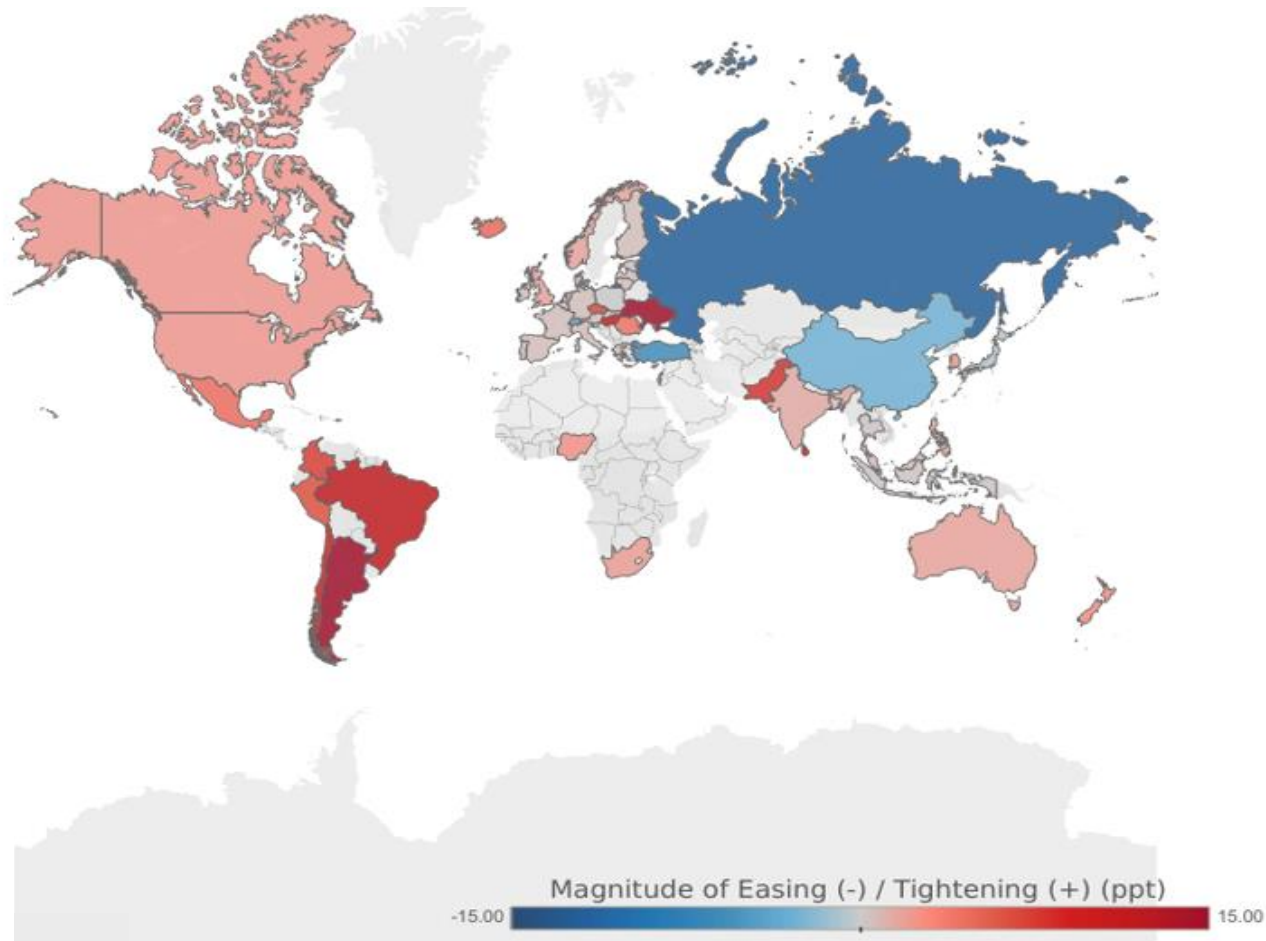 Magnitude of Easing (-) / Tightening (+) (ppt)
-15.00 15.00